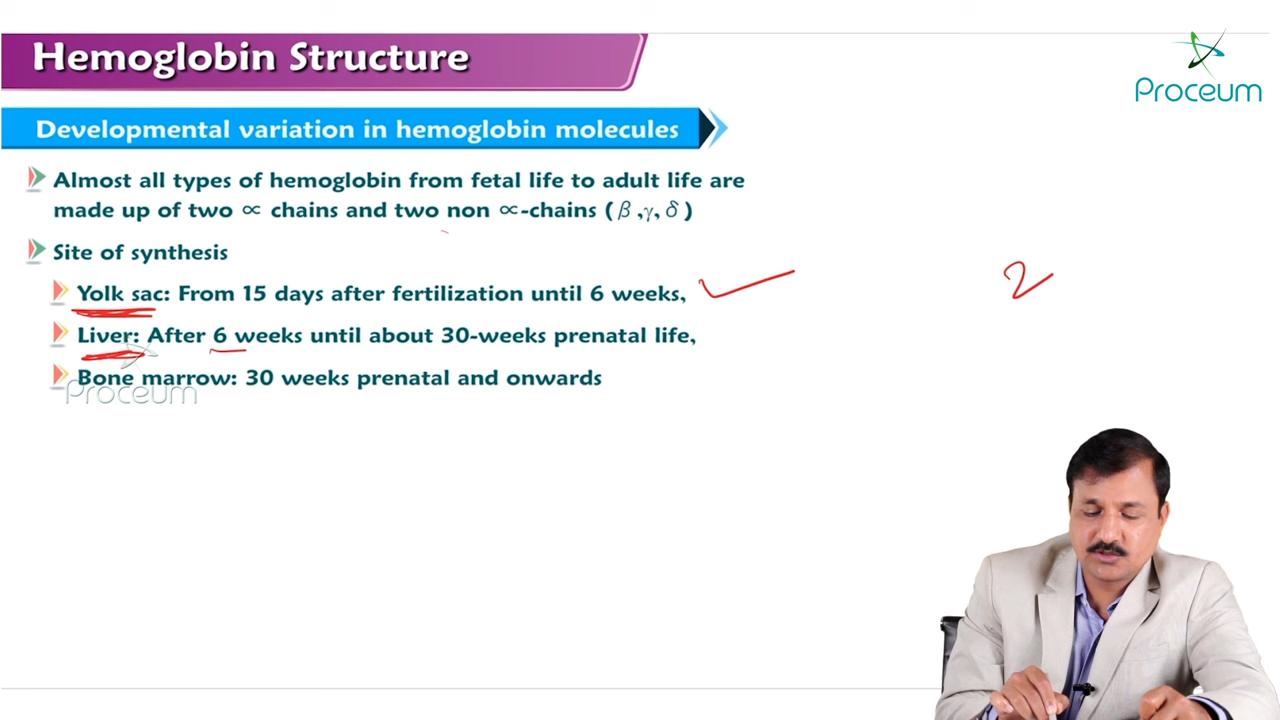 Hemoglobin Structure
Proceum
Developmental variation in hemoglobin molecules
Almost all types of hemoglobin from fetal life to adult life are
made up of two ∝ chains and two non ∝-chains ( β ,γ, δ )
Site of synthesis
Yolk sac: From 15 days after fertilization until 6 weeks,
2
Liver: After 6 weeks until about 30-weeks prenatal life,
Bone marrow: 30 weeks prenatal and onwards
Proceum